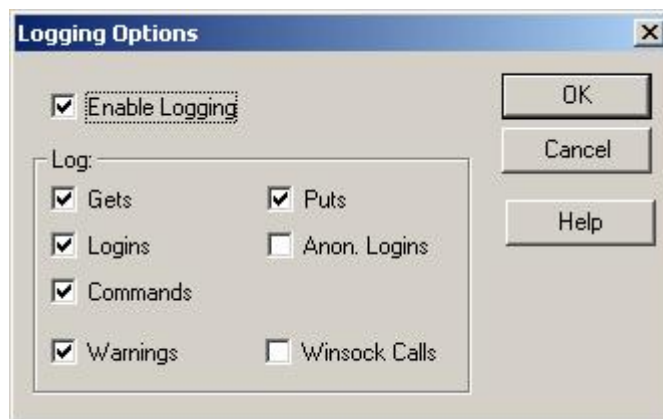 Logging Options
Enable Logging
OK
Cancel
Log:
Gets Puts
Help
Logins Anon. Logins
Commands
Warnings Winsock Calls